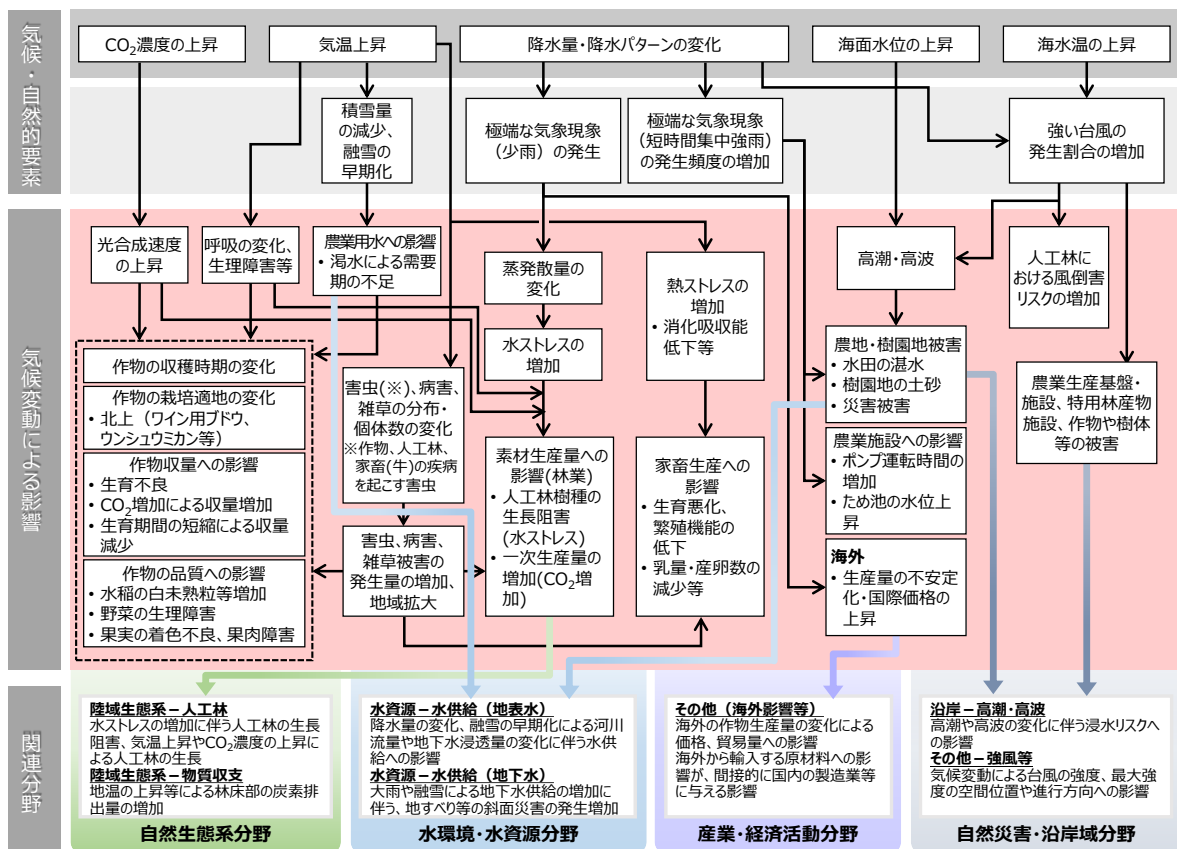 気候・自然的要素
CO₂濃度の上昇
気温上昇
降水量・降水パターンの変化
海面水位の上昇
海水温の上昇
積雪量
の減少、
融雪の
早期化
極端な気象現象
（少雨）の発生
極端な気象現象
（短時間集中強雨）
の発生頻度の増加
強い台風の
発生割合の増加
気候変動による影響
光合成速度
の上昇
呼吸の変化、
生理障害等
農業用水への影響
• 渇水による需要
期の不足
蒸発散量の
変化
熱ストレスの
増加
• 消化吸収能
低下等
高潮・高波
人工林に
おける風倒害
リスクの増加
水ストレス
の増加
作物の収穫時期の変化
作物の栽培適地の変化
• 北上（ワイン用ブドウ、
ウンシュウミカン等）
作物収量への影響
• 生育不良
• CO₂増加による収量増加
• 生育期間の短縮による収量
減少
作物の品質への影響
• 水稲の白未熟粒等増加
• 野菜の生理障害
• 果実の着色不良、果肉障害
害虫(※)、病害、
雑草の分布・
個体数の変化
※作物、人工林、
家畜(牛)の疾病
を起こす害虫
害虫、病害、
雑草被害の
発生量の増加、
地域拡大
素材生産量への
影響(林業)
• 人工林樹種の
生長阻害
(水ストレス)
• 一次生産量の
増加(CO₂増
加)
家畜生産への
影響
• 生育悪化、
繁殖機能の
低下
• 乳量・産卵数の
減少等
農地・樹園地被害
• 水田の湛水
• 樹園地の土砂
• 災害被害
農業施設への影響
• ポンプ運転時間の
増加
• ため池の水位上
昇
海外
• 生産量の不安定
化・国際価格の
上昇
農業生産基盤・
施設、特用林産物
施設、作物や樹体
等の被害
関連分野
陸域生態系－人工林
水ストレスの増加に伴う人工林の生長
阻害、気温上昇やCO₂濃度の上昇に
よる人工林の生長
陸域生態系－物質収支
地温の上昇等による林床部の炭素排
出量の増加
自然生態系分野
水資源－水供給（地表水）
降水量の変化、融雪の早期化による河川
流量や地下水浸透量の変化に伴う水供
給への影響
水資源－水供給（地下水）
大雨や融雪による地下水供給の増加に
伴う、地すべり等の斜面災害の発生増加
水環境・水資源分野
その他（海外影響等）
海外の作物生産量の変化による
価格、貿易量への影響
海外から輸入する原材料への影
響が、間接的に国内の製造業等
に与える影響
産業・経済活動分野
沿岸－高潮・高波
高潮や高波の変化に伴う浸水リスクへ
の影響
その他－強風等
気候変動による台風の強度、最大強
度の空間位置や進行方向への影響
自然災害・沿岸域分野